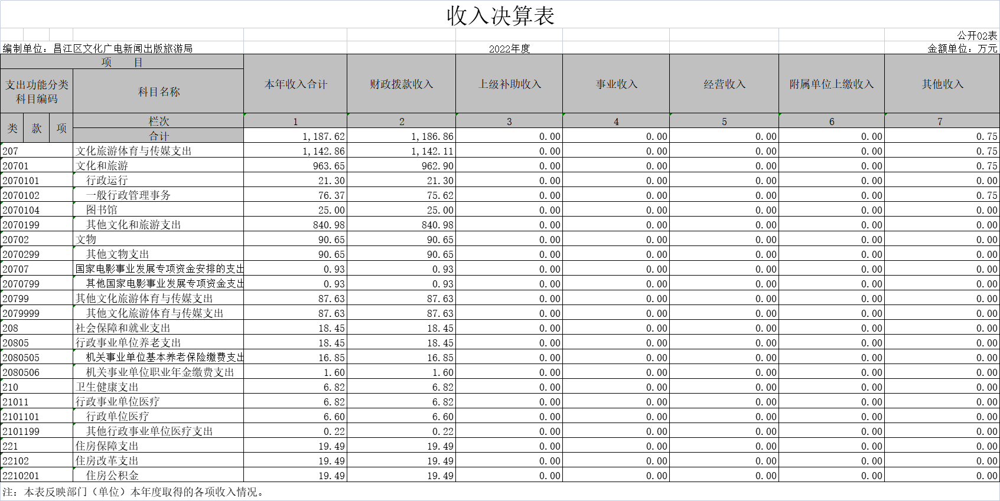 收入决算表
公开02表
编制单位：昌江区文化广电新闻出版旅游局 2022年度 金额单位：万元
项 目 本年收入合计 财政拨款收入 上级补助收入 事业收入 经营收入 附属单位上缴收入 其他收入
支出功能分类科目编码 科目名称
类 款 项 栏次 1 2 3 4 5 6 7
合计 1,187.62 1,186.86 0.00 0.00 0.00 0.00 0.75
207 文化旅游体育与传媒支出 1,142.86 1,142.11 0.00 0.00 0.00 0.00 0.75
20701 文化和旅游 963.65 962.90 0.00 0.00 0.00 0.00 0.75
2070101 行政运行 21.30 21.30 0.00 0.00 0.00 0.00 0.00
2070102 一般行政管理事务 76.37 75.62 0.00 0.00 0.00 0.00 0.75
2070104 图书馆 25.00 25.00 0.00 0.00 0.00 0.00 0.00
2070199 其他文化和旅游支出 840.98 840.98 0.00 0.00 0.00 0.00 0.00
20702 文物 90.65 90.65 0.00 0.00 0.00 0.00 0.00
2070299 其他文物支出 90.65 90.65 0.00 0.00 0.00 0.00 0.00
20707 国家电影事业发展专项资金安排的支出 0.93 0.93 0.00 0.00 0.00 0.00 0.00
2070799 其他国家电影事业发展专项资金支出 0.93 0.93 0.00 0.00 0.00 0.00 0.00
20799 其他文化旅游体育与传媒支出 87.63 87.63 0.00 0.00 0.00 0.00 0.00
2079999 其他文化旅游体育与传媒支出 87.63 87.63 0.00 0.00 0.00 0.00 0.00
208 社会保障和就业支出 18.45 18.45 0.00 0.00 0.00 0.00 0.00
20805 行政事业单位养老支出 18.45 18.45 0.00 0.00 0.00 0.00 0.00
2080505 机关事业单位基本养老保险缴费支出 16.85 16.85 0.00 0.00 0.00 0.00 0.00
2080506 机关事业单位职业年金缴费支出 1.60 1.60 0.00 0.00 0.00 0.00 0.00
210 卫生健康支出 6.82 6.82 0.00 0.00 0.00 0.00 0.00
21011 行政事业单位医疗 6.82 6.82 0.00 0.00 0.00 0.00 0.00
2101101 行政单位医疗 6.60 6.60 0.00 0.00 0.00 0.00 0.00
2101199 其他行政事业单位医疗支出 0.22 0.22 0.00 0.00 0.00 0.00 0.00
221 住房保障支出 19.49 19.49 0.00 0.00 0.00 0.00 0.00
22102 住房改革支出 19.49 19.49 0.00 0.00 0.00 0.00 0.00
2210201 住房公积金 19.49 19.49 0.00 0.00 0.00 0.00 0.00
注：本表反映部门（单位）本年度取得的各项收入情况。